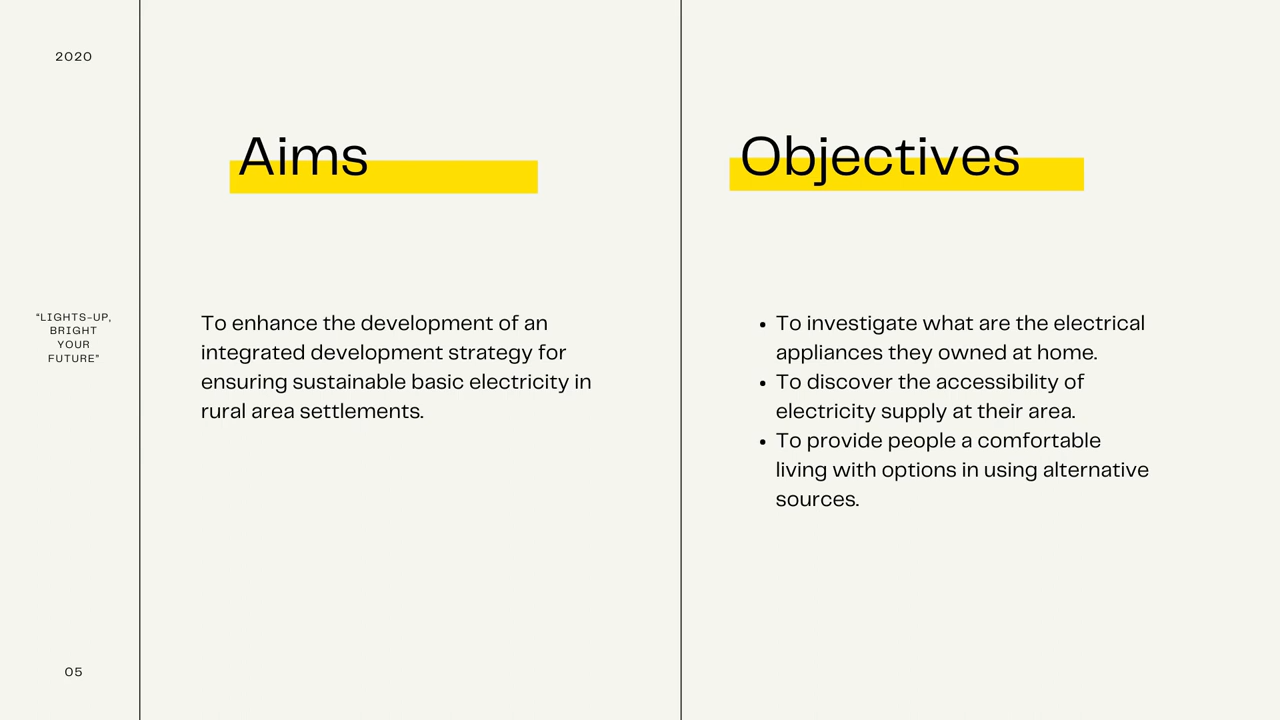 2020
“LIGHTS-UP,
BRIGHT
YOUR
FUTURE”
05
Aims
To enhance the development of an
integrated development strategy for
ensuring sustainable basic electricity in
rural area settlements.
Objectives
• To investigate what are the electrical
appliances they owned at home.
• To discover the accessibility of
electricity supply at their area.
• To provide people a comfortable
living with options in using alternative
sources.